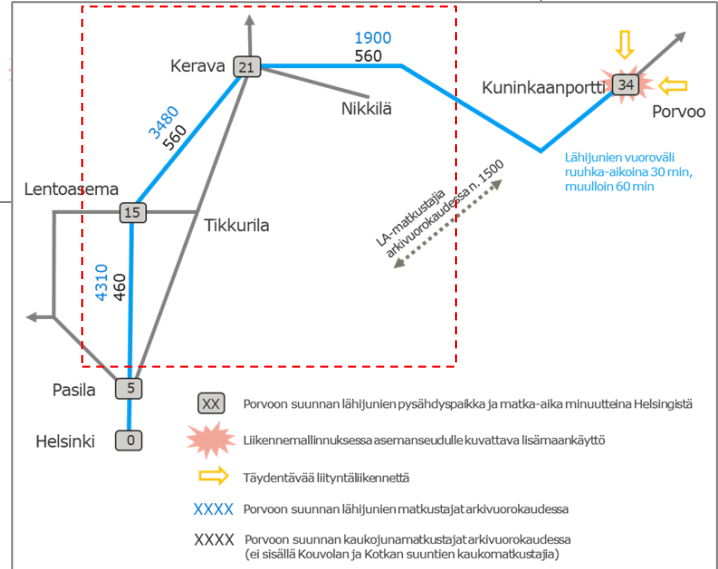 1900
560
Kerava
21
Nikkilä
Kuninkaanportti
34
Porvoo
3480
560
Lähijunien vuoroväli
ruuhka-aikoina 30 min,
muulloin 60 min
LA-matkustajia
arkivuorokaudessa n. 1500
Lentoasema
15
Tikkurila
4310
460
Pasila
5
Helsinki
0
XX Porvoon suunnan lähijunien pysähdyspaikka ja matka-aika minuutteina Helsingistä
Liikennemallinnuksessa asemanseudulle kuvattava lisämaankäyttö
Täydentävää liityntäliikennettä
XXXX Porvoon suunnan lähijunien matkustajat arkivuorokaudessa
XXXX Porvoon suunnan kaukojunamatkustajat arkivuorokaudessa
(ei sisällä Kouvolan ja Kotkan suuntien kaukomatkustajia)